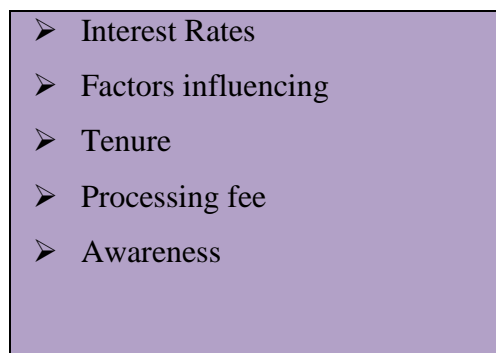 ➢ Interest Rates
➢ Factors influencing
➢ Tenure
➢ Processing fee
➢ Awareness